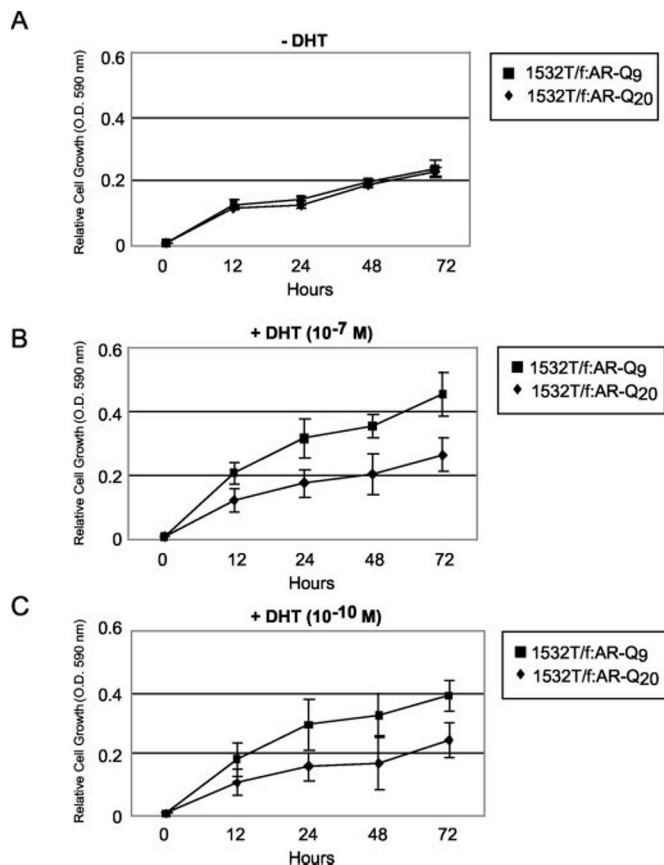 A
- DHT
Relative Cell Growth (O.D. 590 nm)
0.6
0.4
0.2
0
0 12 24 48 72
Hours
1532T/f:AR-Q9
1532T/f:AR-Q20
B
+ DHT (10-7 M)
Relative Cell Growth (O.D. 590 nm)
0.6
0.4
0.2
0
0 12 24 48 72
Hours
1532T/f:AR-Q9
1532T/f:AR-Q20
C
+ DHT (10-10 M)
Relative Cell Growth (O.D. 590 nm)
0.6
0.4
0.2
0
0 12 24 48 72
Hours
1532T/f:AR-Q9
1532T/f:AR-Q20